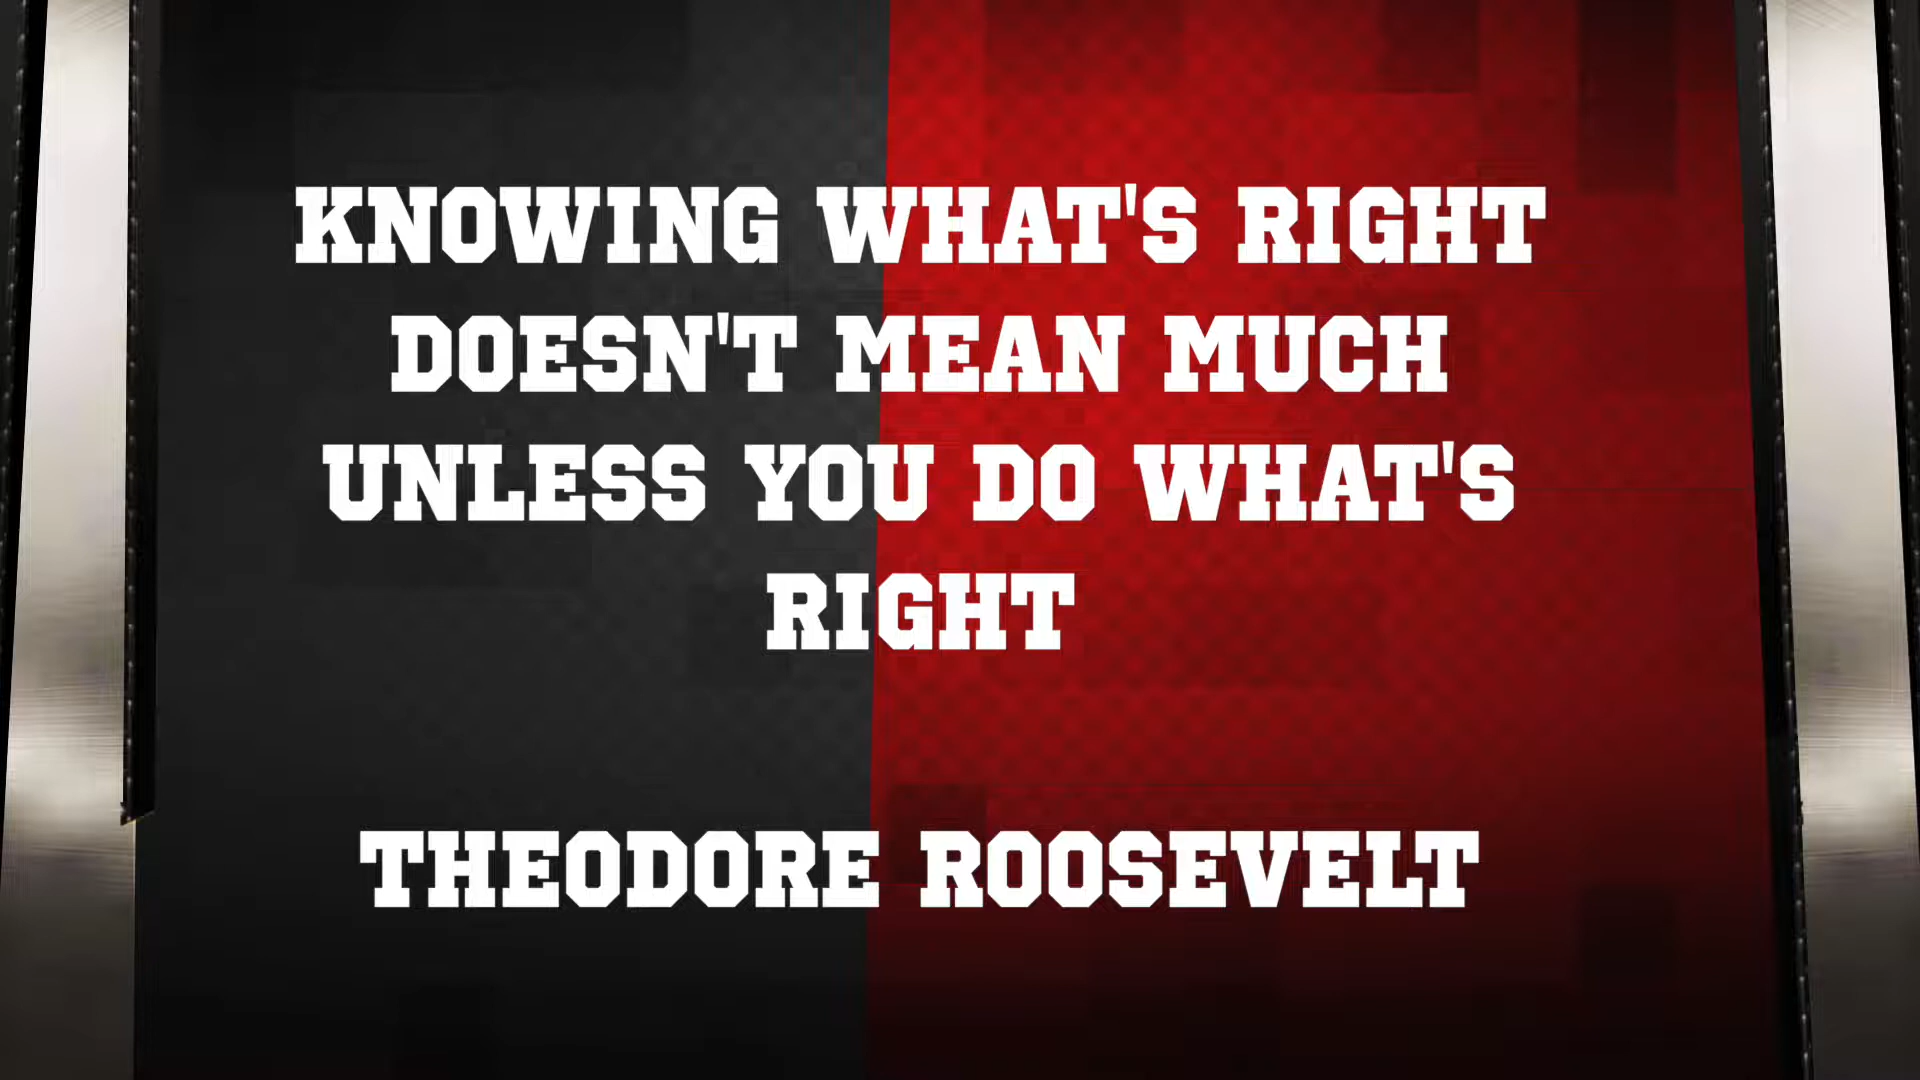 KNOWING WHAT'S RIGHT
DOESN'T MEAN MUCH
UNLESS YOU DO WHAT'S
RIGHT
THEODORE ROOSEVELT